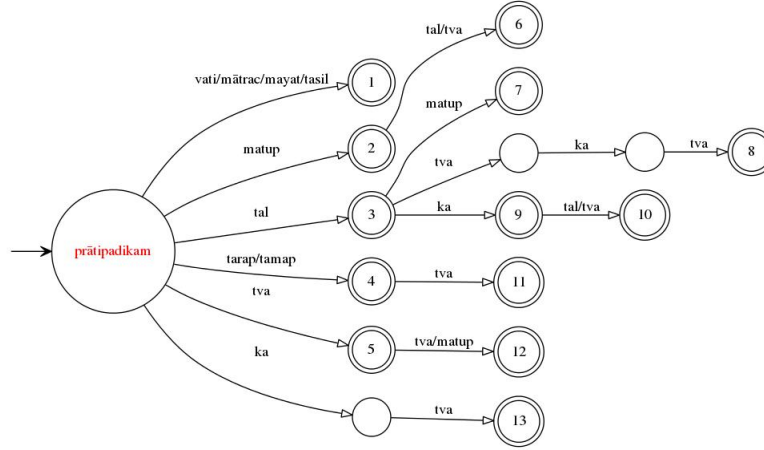 tal/tva
6
vati/mātrac/mayat/tasil
1
matup
7
matup
2
tva
ka
tva
8
tal
3
ka
9
tal/tva
10
prātipadikam
tarap/tamap
4
tva
11
tva
5
tva/matup
12
ka
tva
13